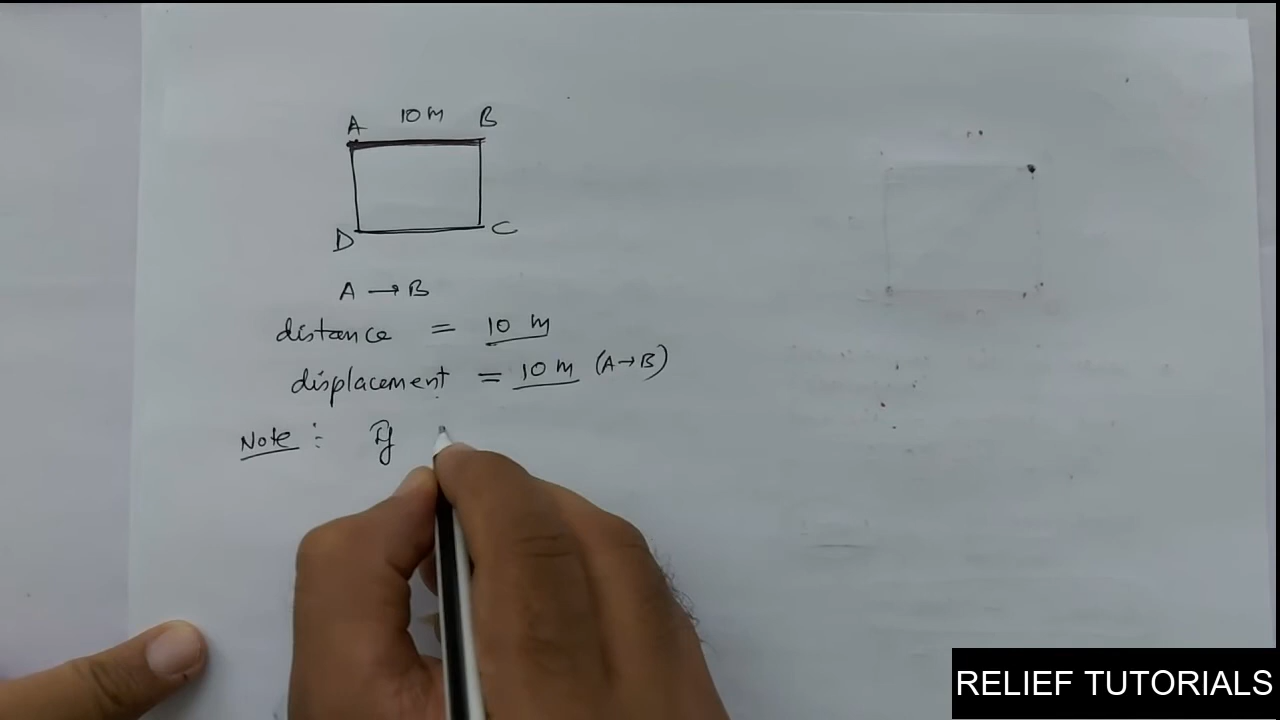 A 10 M B
D C
A → B
distance = 10 m
displacement = 10 m (A→B)
Note : If
RELIEF TUTORIALS